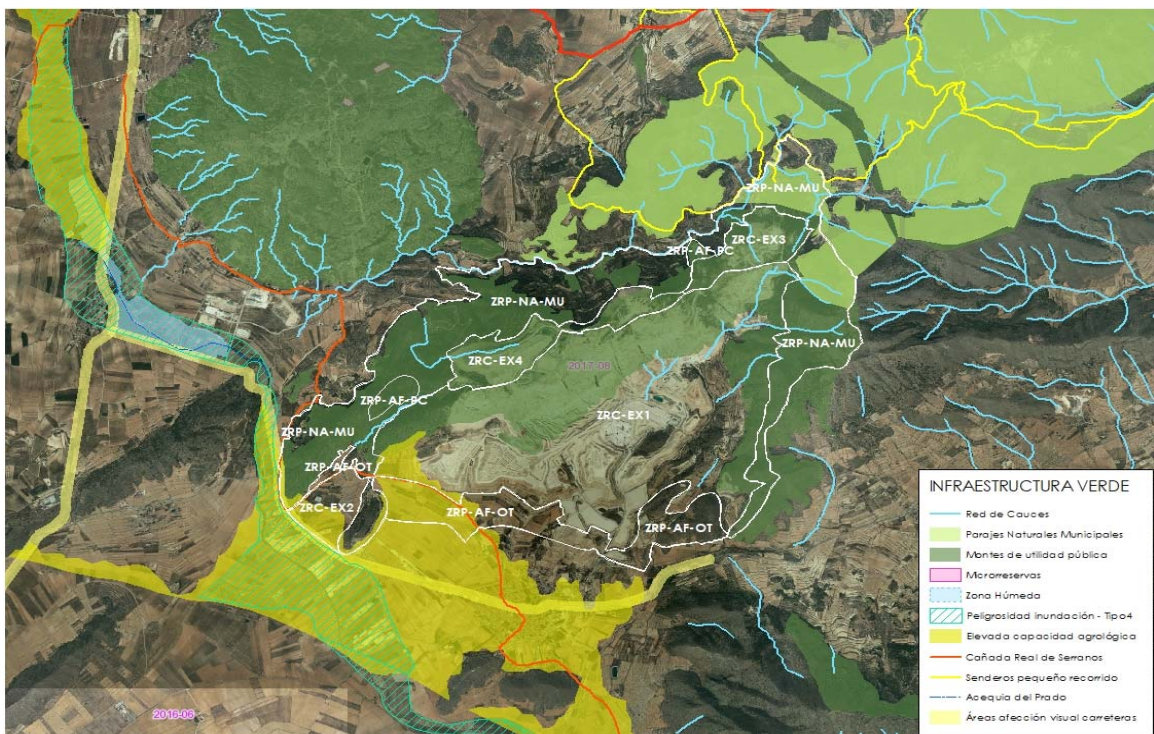 ZRP-NA-MU
ZRP-AF-PC
ZRC-EX3
ZRP-NA-MU
ZRP-NA-MU
ZRC-EX4
2017-08
ZRP-AF-PC
ZRC-EX1
ZRP-NA-MU
ZRP-AF-OT
ZRC-EX2
ZRP-AF-OT
ZRP-AF-OT
2016-06
INFRAESTRUCTURA VERDE
Red de Cauces
Parajes Naturales Municipales
Montes de utilidad pública
Microrreservas
Zona Húmeda
Peligrosidad inundación - Tipo4
Elevada capacidad agrológica
Cañada Real de Serranos
Senderos pequeño recorrido
Acequia del Prado
Áreas afección visual carreteras